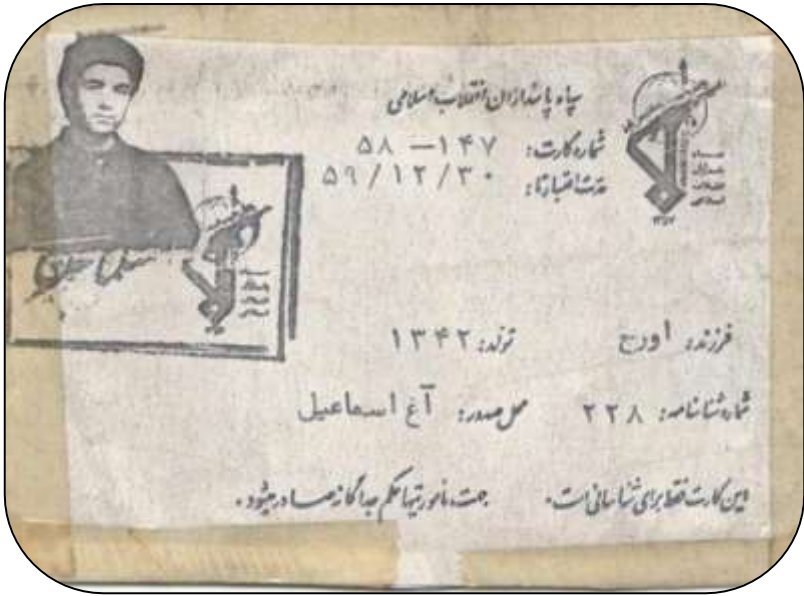 سپاه پاسداران انقلاب اسلامی
شماره کارت: ۱۴۷ — ۵۸
مدت اعتبار تا: ۵۹/۱۲/۳۰
فرزند: اورج تولد: ۱۳۴۲
شماره شناسنامه: ۲۲۸ محل صدور: آغ اسماعیل
این کارت فقط برای شناسائی است. جهت مأموریتها حکم جداگانه صادر میشود.